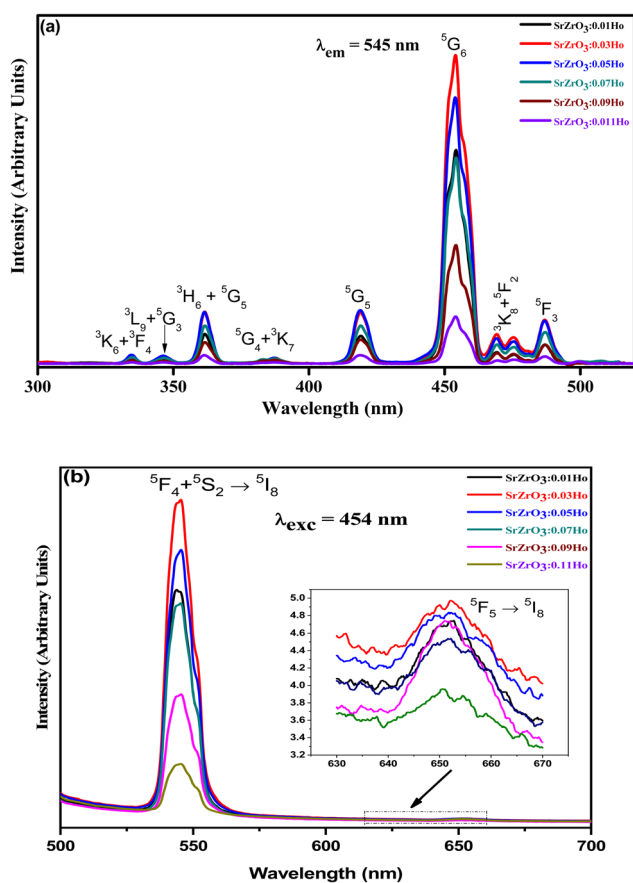 (a)
λem = 545 nm
⁵G₆
SrZrO₃:0.01Ho
SrZrO₃:0.03Ho
SrZrO₃:0.05Ho
SrZrO₃:0.07Ho
SrZrO₃:0.09Ho
SrZrO₃:0.011Ho
Intensity (Arbitrary Units)
³H₆ + ⁵G₅
³L₉ + ⁵G₃
³K₆ + ³F₄
⁵G₄ + ³K₇
⁵G₅
³K₈ + ⁵F₂
⁵F₃
300 350 400 450 500
Wavelength (nm)
(b)
⁵F₄+⁵S₂ → ⁵I₈
λexc = 454 nm
SrZrO₃:0.01Ho
SrZrO₃:0.03Ho
SrZrO₃:0.05Ho
SrZrO₃:0.07Ho
SrZrO₃:0.09Ho
SrZrO₃:0.11Ho
Intensity (Arbitrary Units)
⁵F₅ → ⁵I₈
5.0
4.8
4.6
4.4
4.2
4.0
3.8
3.6
3.4
3.2
630 640 650 660 670
500 550 600 650 700
Wavelength (nm)